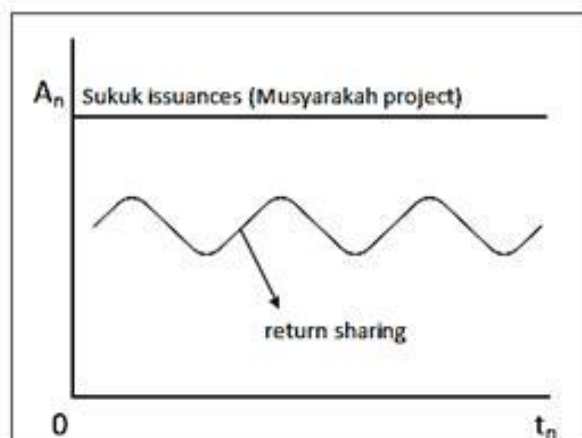 Aₙ
Sukuk issuances (Musyarakah project)
return sharing
0
tₙ